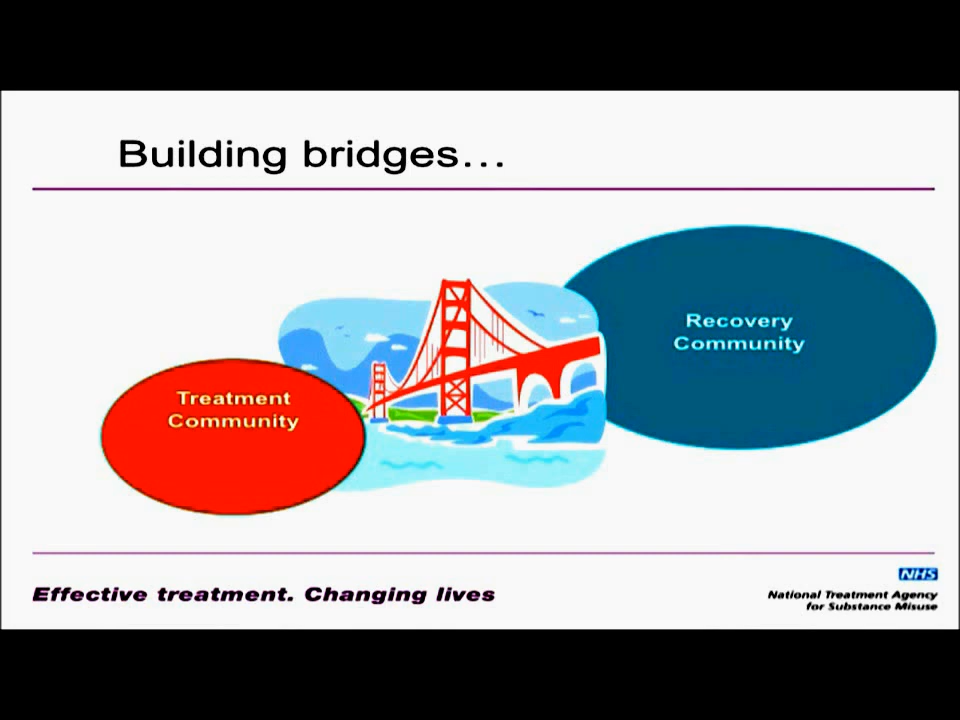 Building bridges...
Recovery
Community
Treatment
Community
NHS
Effective treatment. Changing lives
National Treatment Agency
for Substance Misuse